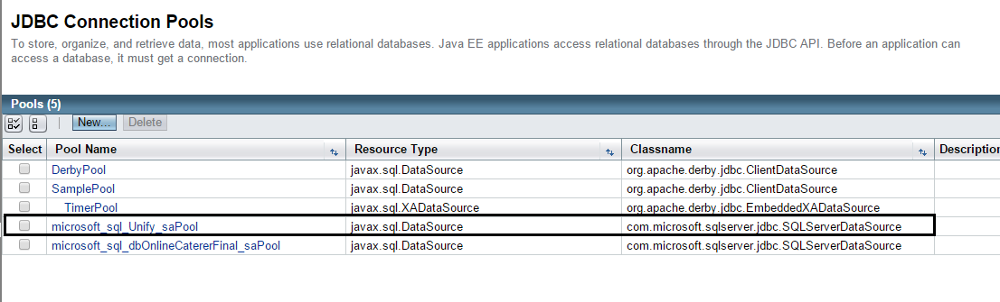 JDBC Connection Pools
To store, organize, and retrieve data, most applications use relational databases. Java EE applications access relational databases through the JDBC API. Before an application can
access a database, it must get a connection.
Pools (5)
New... Delete
Select Pool Name Resource Type Classname Description
DerbyPool javax.sql.DataSource org.apache.derby.jdbc.ClientDataSource
SamplePool javax.sql.DataSource org.apache.derby.jdbc.ClientDataSource
TimerPool javax.sql.XADataSource org.apache.derby.jdbc.EmbeddedXADataSource
microsoft_sql_Unify_saPool javax.sql.DataSource com.microsoft.sqlserver.jdbc.SQLServerDataSource
microsoft_sql_dbOnlineCatererFinal_saPool javax.sql.DataSource com.microsoft.sqlserver.jdbc.SQLServerDataSource